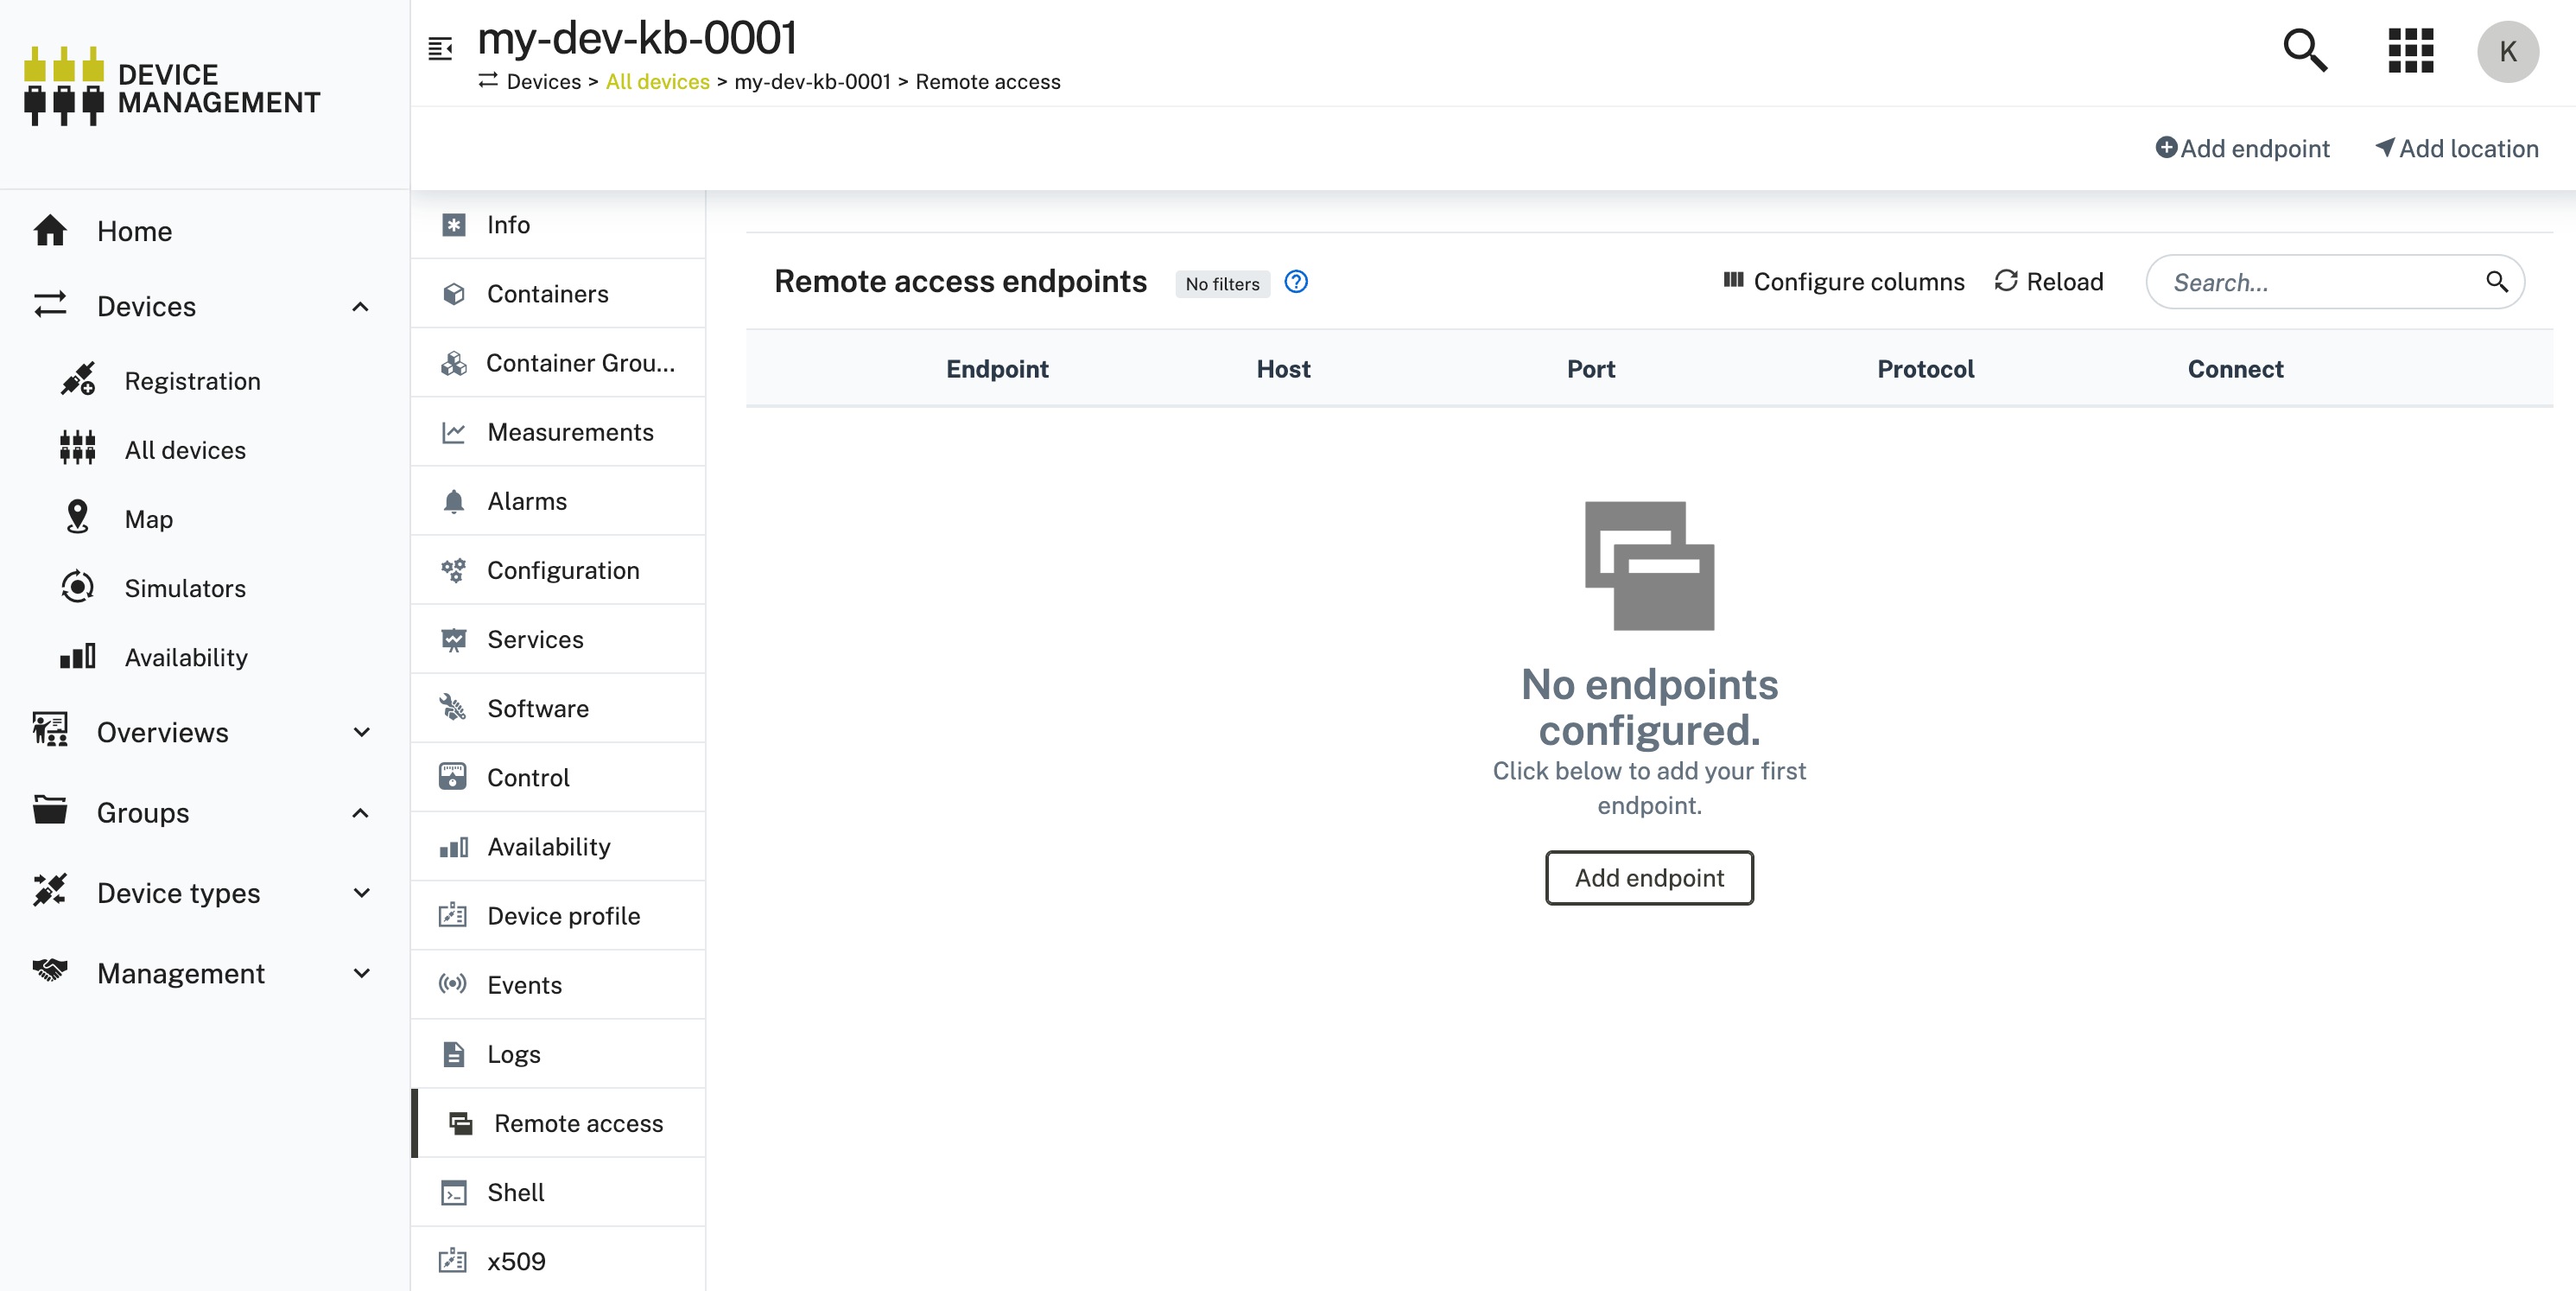 DEVICE
MANAGEMENT
my-dev-kb-0001
Devices > All devices > my-dev-kb-0001 > Remote access
K
Add endpoint
Add location
Home
Devices
Registration
All devices
Map
Simulators
Availability
Overviews
Groups
Device types
Management
Info
Containers
Container Grou...
Measurements
Alarms
Configuration
Services
Software
Control
Availability
Device profile
Events
Logs
Remote access
Shell
x509
Remote access endpoints
No filters
?
Configure columns
Reload
Search...
Endpoint Host Port Protocol Connect
No endpoints
configured.
Click below to add your first
endpoint.
Add endpoint